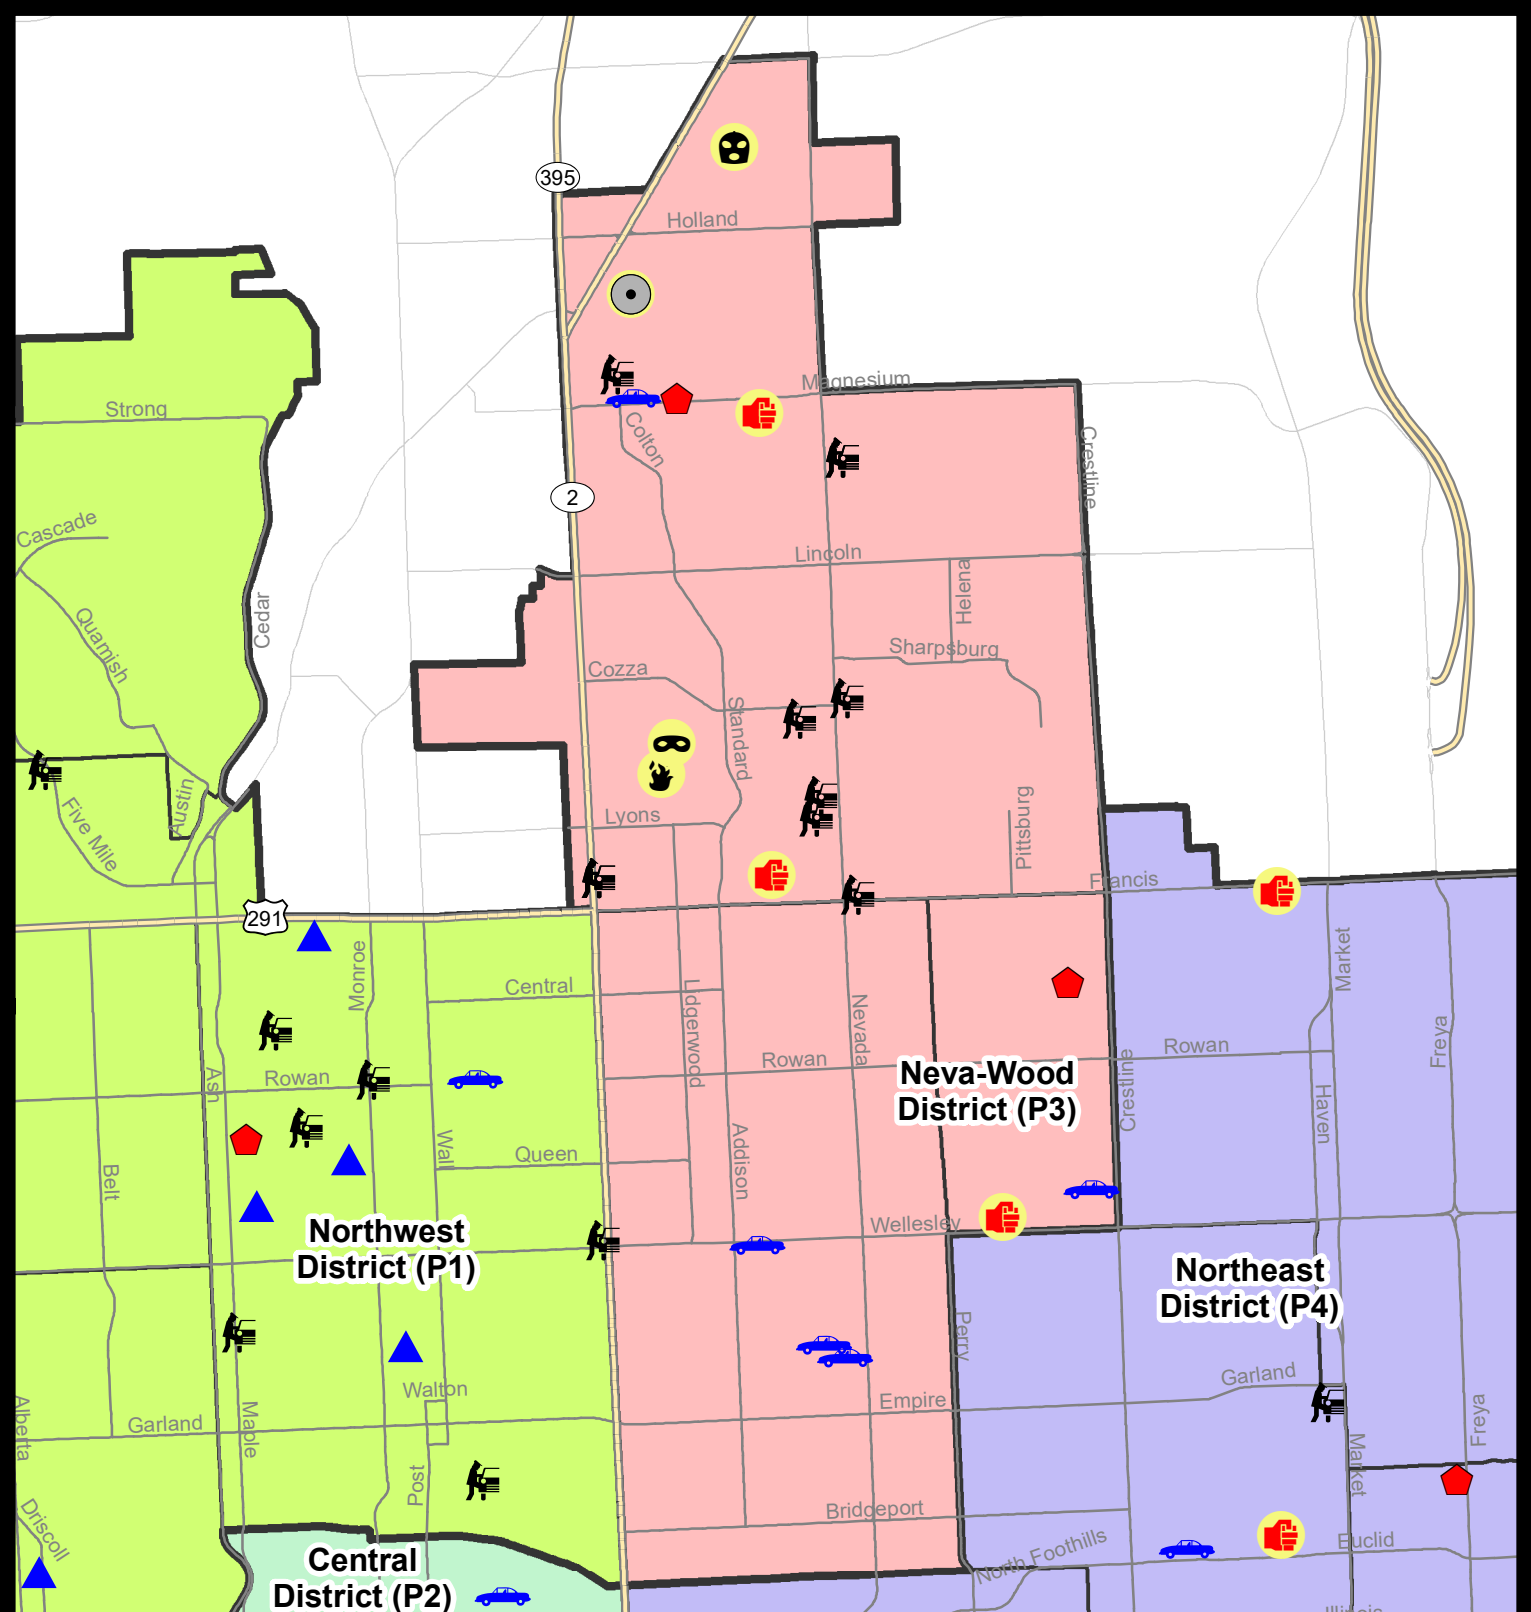 395
Holland
Magnesium
Strong
Colton
Crestline
2
Cascade
Lincoln
Helena
Cedar
Quamish
Sharpsburg
Cozza
Standard
Austin
Five Mile
Lyons
Pittsburg
Francis
291
Market
Monroe
Central
Lidgerwood
Nevada
Freya
Rowan
Rowan
Rowan
Ash
Neva-Wood
District (P3)
Crestline
Haven
Wall
Queen
Addison
Belt
Northwest
District (P1)
Wellesley
Northeast
District (P4)
Perry
Garland
Walton
Empire
Alberta
Garland
Maple
Freya
Market
Post
Bridgeport
Driscoll
North Foothills
Euclid
Central
District (P2)